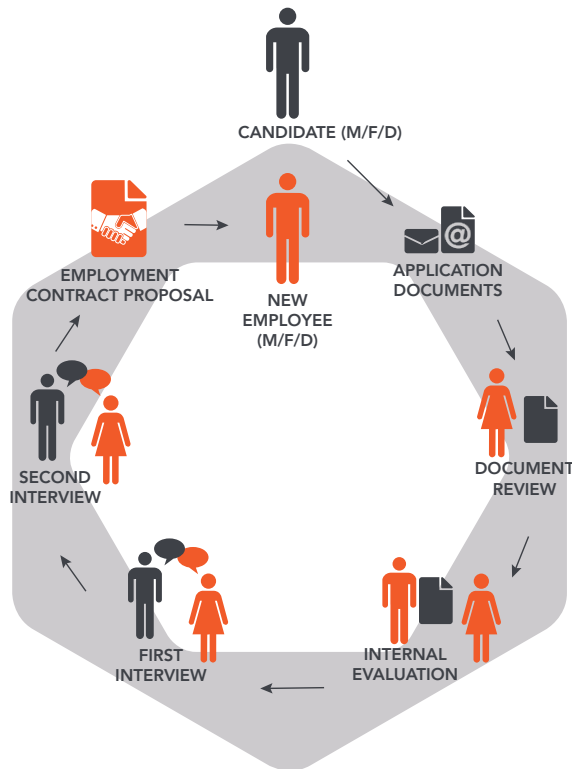 CANDIDATE (M/F/D)
@
APPLICATION
DOCUMENTS
DOCUMENT
REVIEW
INTERNAL
EVALUATION
FIRST
INTERVIEW
SECOND
INTERVIEW
EMPLOYMENT
CONTRACT PROPOSAL
NEW
EMPLOYEE
(M/F/D)